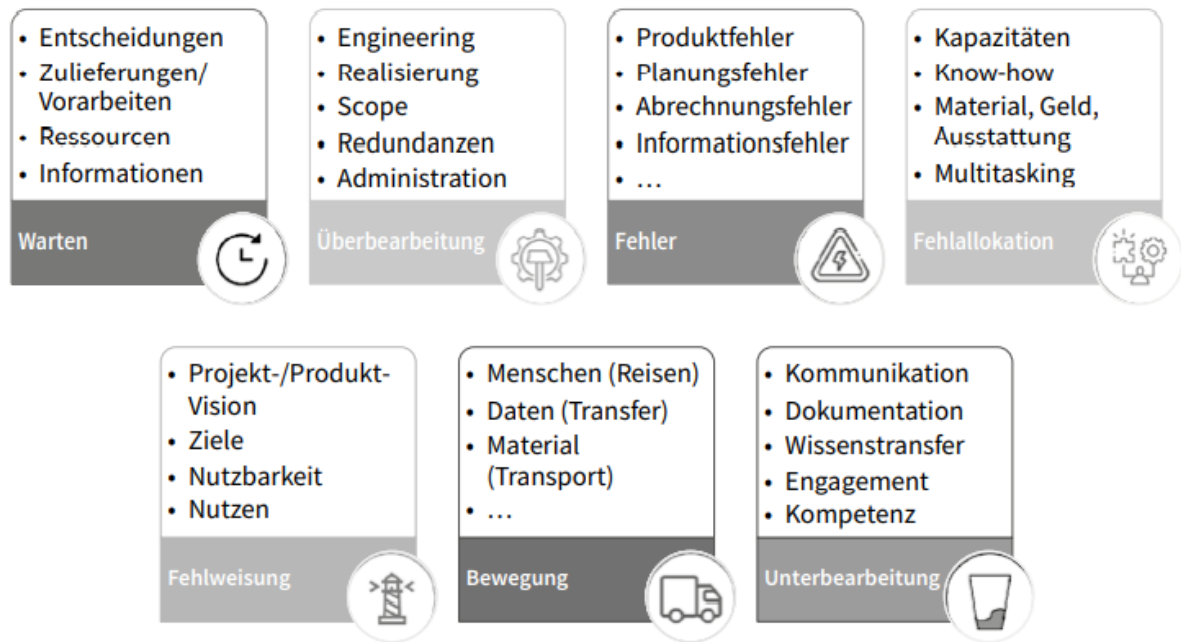 • Entscheidungen
• Zulieferungen/
Vorarbeiten
• Ressourcen
• Informationen
Warten
• Engineering
• Realisierung
• Scope
• Redundanzen
• Administration
Überbearbeitung
• Produktfehler
• Planungsfehler
• Abrechnungsfehler
• Informationsfehler
• …
Fehler
• Kapazitäten
• Know-how
• Material, Geld,
Ausstattung
• Multitasking
Fehlallokation
• Projekt-/Produkt-
Vision
• Ziele
• Nutzbarkeit
• Nutzen
Fehlweisung
• Menschen (Reisen)
• Daten (Transfer)
• Material
(Transport)
• …
Bewegung
• Kommunikation
• Dokumentation
• Wissenstransfer
• Engagement
• Kompetenz
Unterbearbeitung